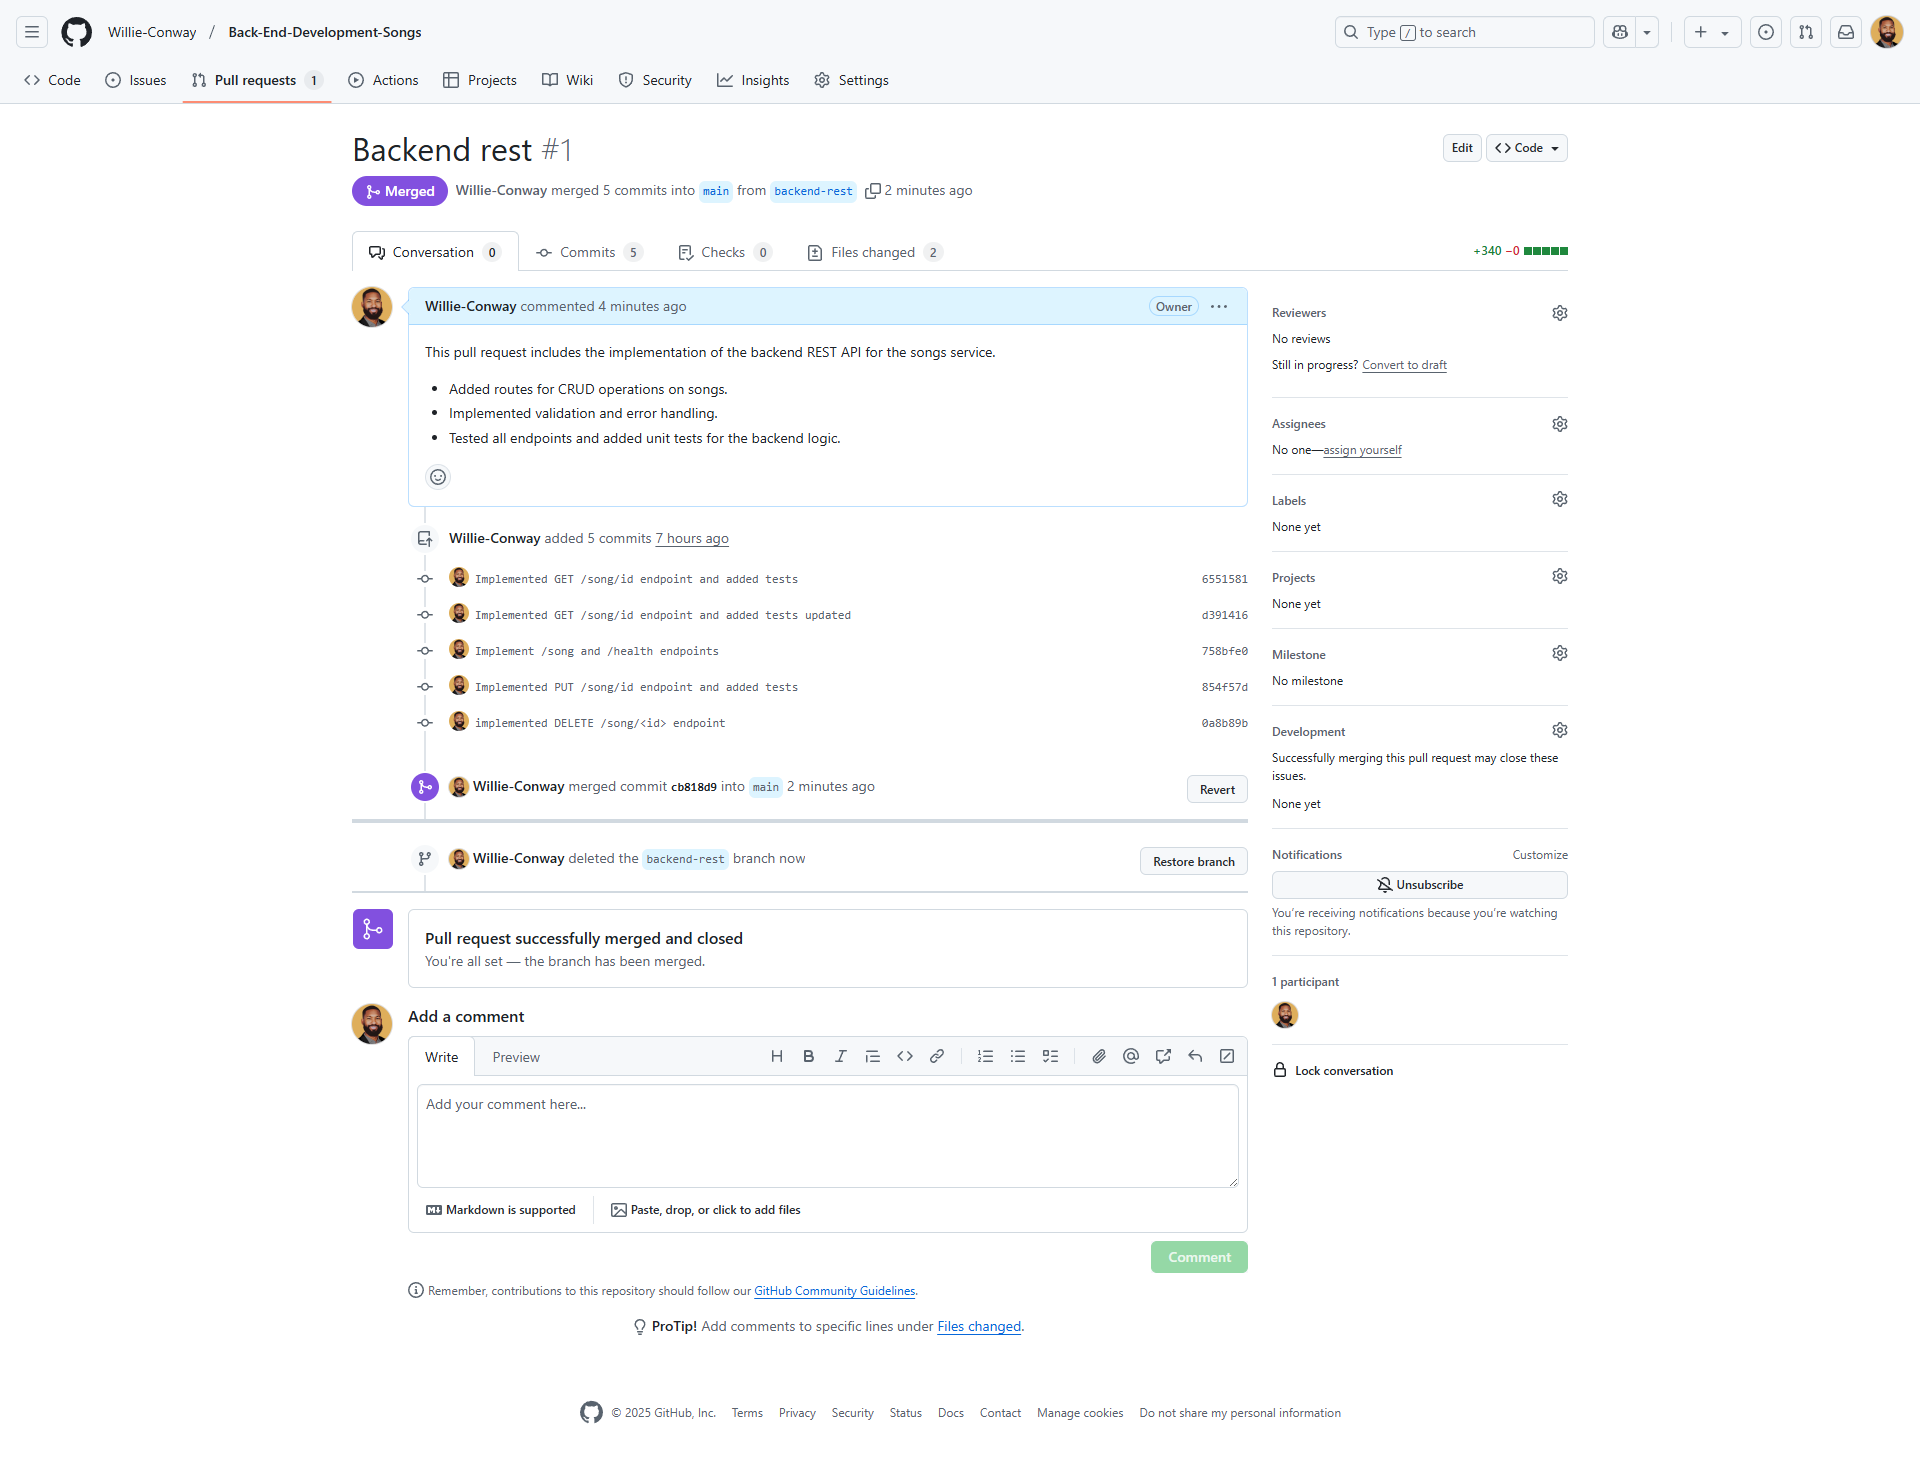 Willie-Conway / Back-End-Development-Songs
Type / to search
Code Issues Pull requests 1 Actions Projects Wiki Security Insights Settings
Backend rest #1
Edit Code
Merged Willie-Conway merged 5 commits into main from backend-rest 2 minutes ago
Conversation 0 Commits 5 Checks 0 Files changed 2
+340 −0
Willie-Conway commented 4 minutes ago
Owner
This pull request includes the implementation of the backend REST API for the songs service.
Added routes for CRUD operations on songs.
Implemented validation and error handling.
Tested all endpoints and added unit tests for the backend logic.
Willie-Conway added 5 commits 7 hours ago
Implemented GET /song/id endpoint and added tests 6551581
Implemented GET /song/id endpoint and added tests updated d391416
Implement /song and /health endpoints 758bfe0
Implemented PUT /song/id endpoint and added tests 854f57d
implemented DELETE /song/<id> endpoint 0a8b89b
Willie-Conway merged commit cb818d9 into main 2 minutes ago
Revert
Willie-Conway deleted the backend-rest branch now
Restore branch
Pull request successfully merged and closed
You're all set — the branch has been merged.
Add a comment
Write Preview
Add your comment here...
Markdown is supported
Paste, drop, or click to add files
Comment
Remember, contributions to this repository should follow our GitHub Community Guidelines.
ProTip! Add comments to specific lines under Files changed.
Reviewers
No reviews
Still in progress? Convert to draft
Assignees
No one—assign yourself
Labels
None yet
Projects
None yet
Milestone
No milestone
Development
Successfully merging this pull request may close these
issues.
None yet
Notifications Customize
Unsubscribe
You're receiving notifications because you're watching
this repository.
1 participant
Lock conversation
© 2025 GitHub, Inc. Terms Privacy Security Status Docs Contact Manage cookies Do not share my personal information